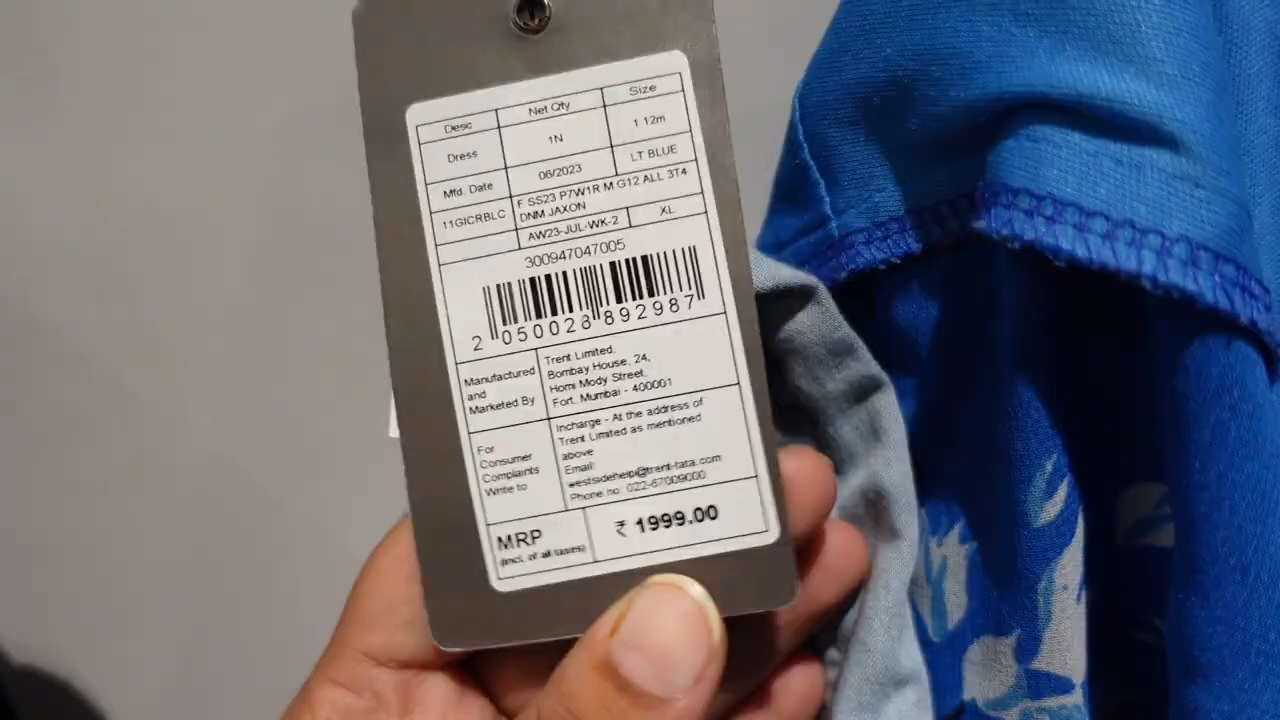 Desc Net Qty Size
Dress 1N 1.12m
Mfd. Date 06/2023 LT BLUE
11GICRBLC F SS23 P7W1R M G12 ALL 3T4
DNM JAXON
AW23-JUL-WK-2 XL
300947047005
2 050028 892987
Manufactured
and
Marketed By
Trent Limited,
Bombay House, 24,
Homi Mody Street,
Fort, Mumbai - 400001
For
Consumer
Complaints
Write to
Incharge - At the address of
Trent Limited as mentioned
above
Email:
westsidehelp@trent-tata.com
Phone no: 022-67009000
MRP
(incl. of all taxes)
₹ 1999.00